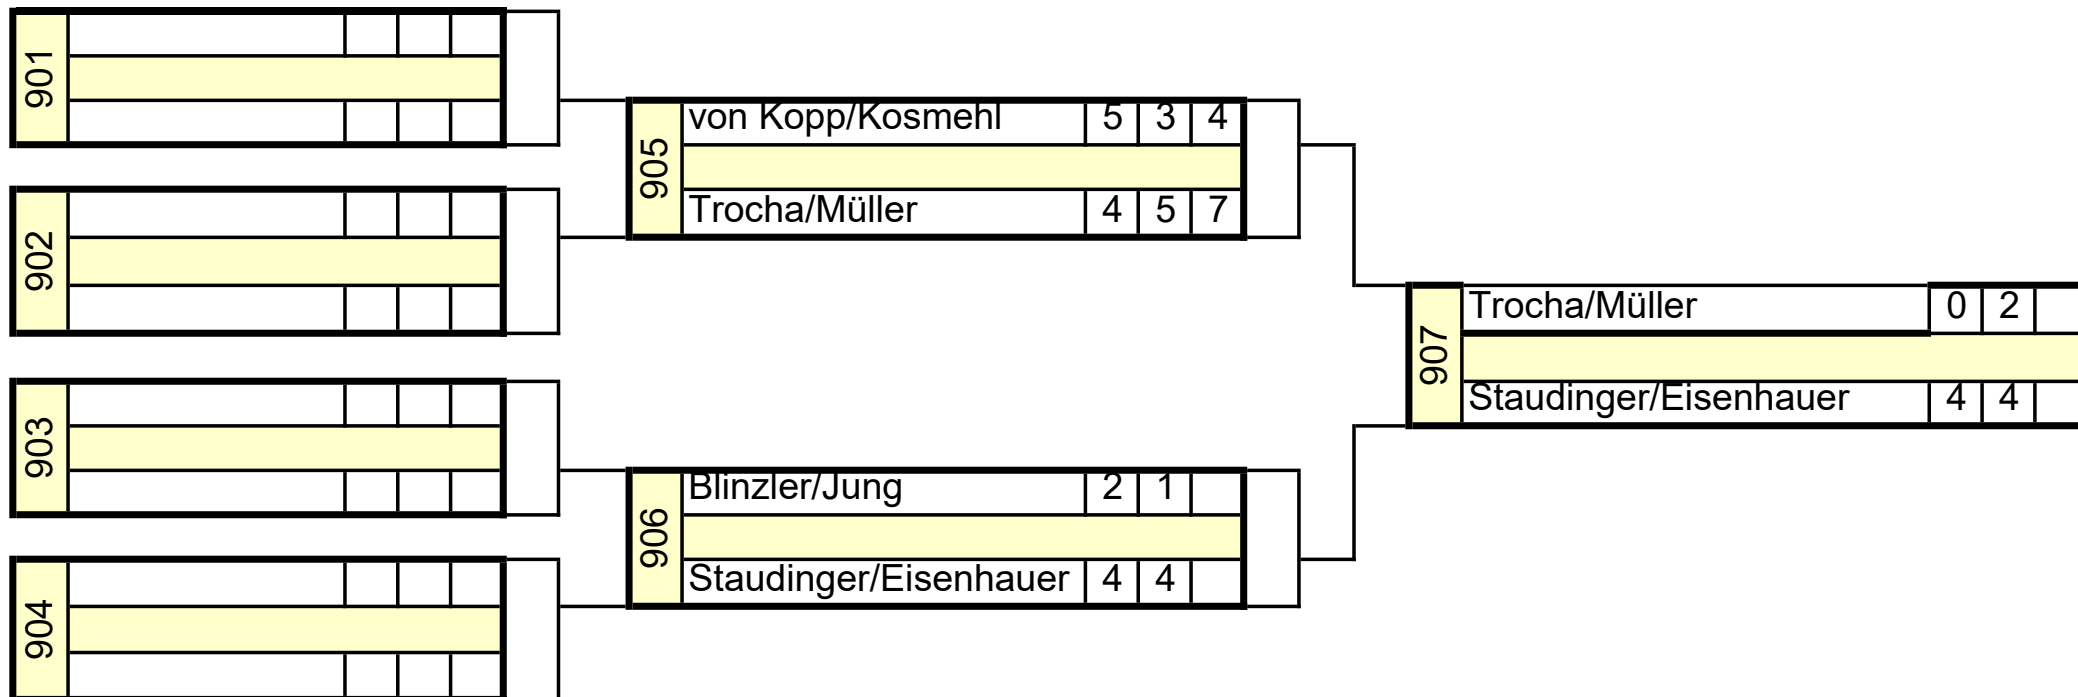 901
902
903
904
905
von Kopp/Kosmehl 5 3 4
Trocha/Müller 4 5 7
906
Blinzler/Jung 2 1
Staudinger/Eisenhauer 4 4
907
Trocha/Müller 0 2
Staudinger/Eisenhauer 4 4